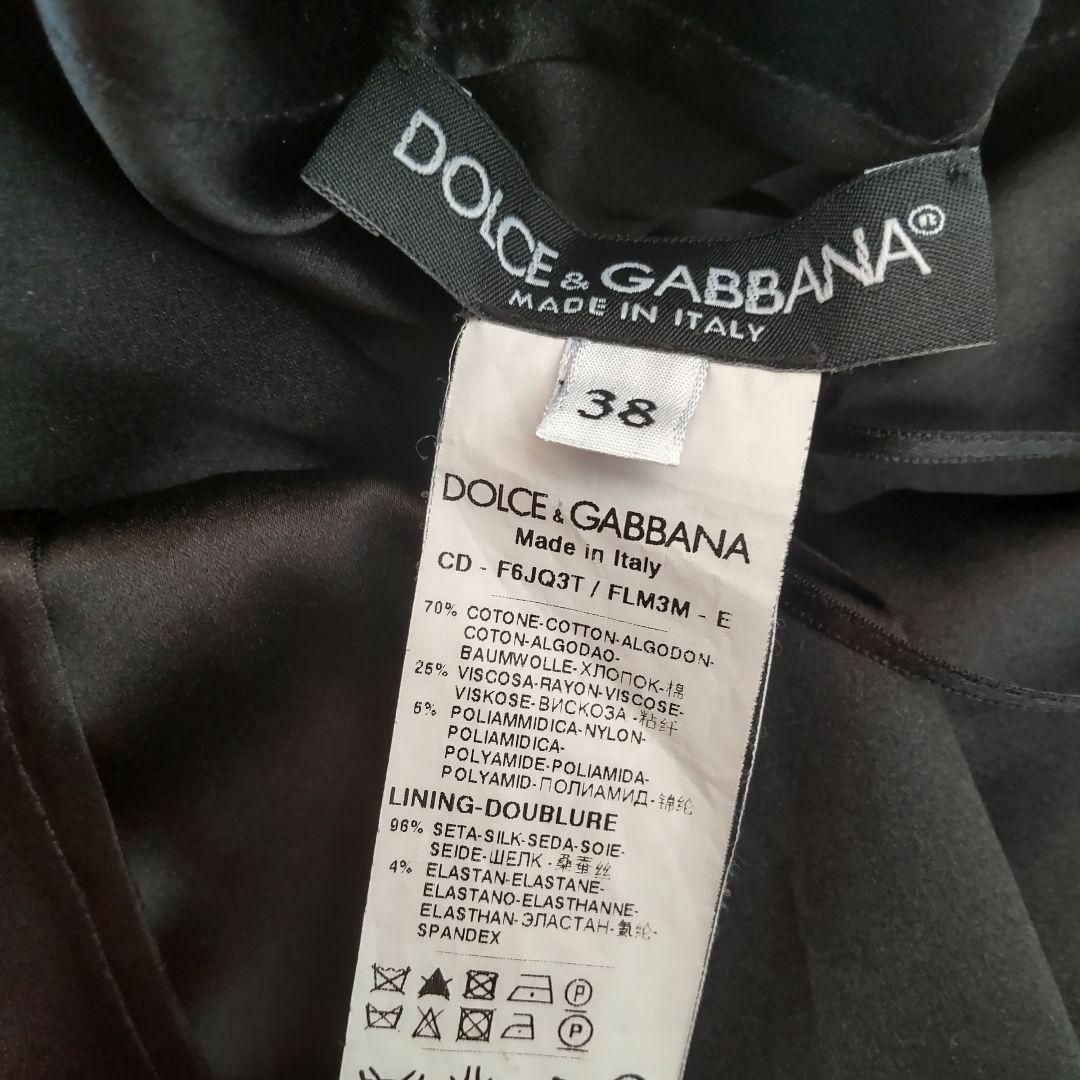 DOLCE & GABBANA®
MADE IN ITALY
38
DOLCE & GABBANA
Made in Italy
CD - F6JQ3T / FLM3M - E
70% COTONE-COTTON-ALGODON-
COTON-ALGODAO-
BAUMWOLLE-ХЛОПОК-棉
25% VISCOSA-RAYON-VISCOSE-
VISKOSE-ВИСКОЗА-粘纤
5% POLIAMMIDICA-NYLON-
POLIAMIDICA-
POLYAMIDE-POLIAMIDA-
POLYAMID-ПОЛИАМИД-锦纶
LINING-DOUBLURE
96% SETA-SILK-SEDA-SOIE-
SEIDE-ШЕЛК-桑蚕丝
4% ELASTAN-ELASTANE-
ELASTANO-ELASTHANNE-
ELASTHAN-ЭЛАСТАН-氨纶-
SPANDEX
P
P